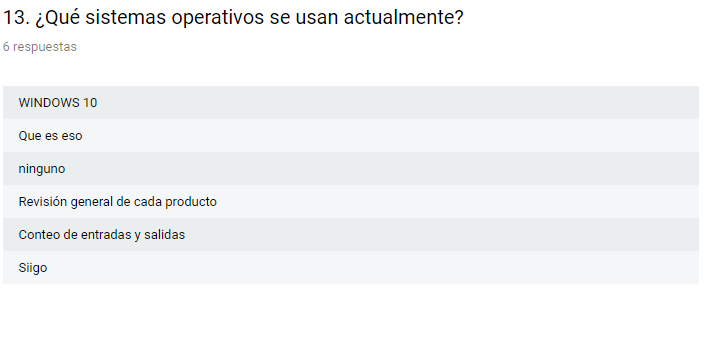 13. ¿Qué sistemas operativos se usan actualmente?
6 respuestas
WINDOWS 10
Que es eso
ninguno
Revisión general de cada producto
Conteo de entradas y salidas
Siigo